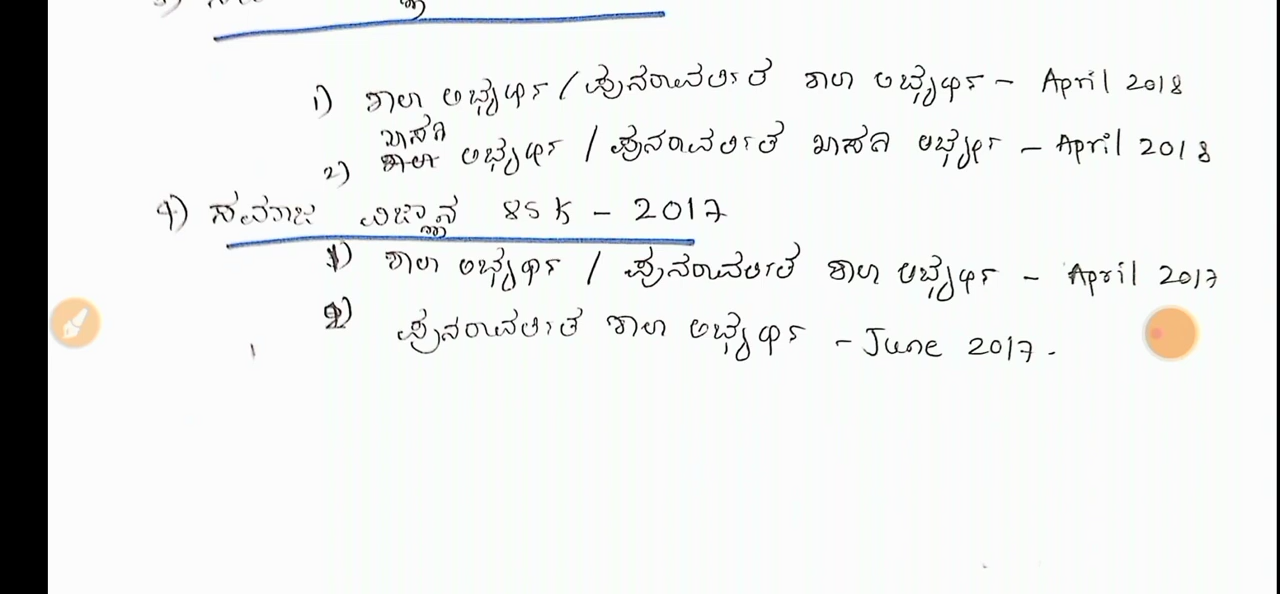 1) ಶಾಲಾ ಅಭ್ಯರ್ಥಿ / ಪುನರಾವರ್ತಿತ ಶಾಲಾ ಅಭ್ಯರ್ಥಿ - April 2018
ಖಾಸಗಿ
2) ಶಾಲಾ ಅಭ್ಯರ್ಥಿ / ಪುನರಾವರ್ತಿತ ಖಾಸಗಿ ಅಭ್ಯರ್ಥಿ - April 2018
4) ಸಮಾಜ ವಿಜ್ಞಾನ 85K - 2017
1) ಶಾಲಾ ಅಭ್ಯರ್ಥಿ / ಪುನರಾವರ್ತಿತ ಶಾಲಾ ಅಭ್ಯರ್ಥಿ - April 2017
2) ಪುನರಾವರ್ತಿತ ಶಾಲಾ ಅಭ್ಯರ್ಥಿ - June 2017.